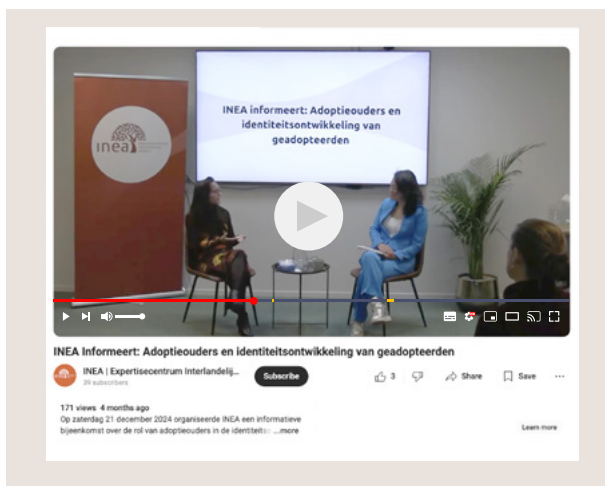 INEA informeert: Adoptieouders en
identiteitsontwikkeling van
geadopteerden
inea
INEA Informeert: Adoptieouders en identiteitsontwikkeling van geadopteerden
INEA | Expertisecentrum Interlandelij...
39 subscribers
Subscribe
3
Share
Save
171 views 4 months ago
Op zaterdag 21 december 2024 organiseerde INEA een informatieve
bijeenkomst over de rol van adoptieouders in de identiteits ...more
Learn more